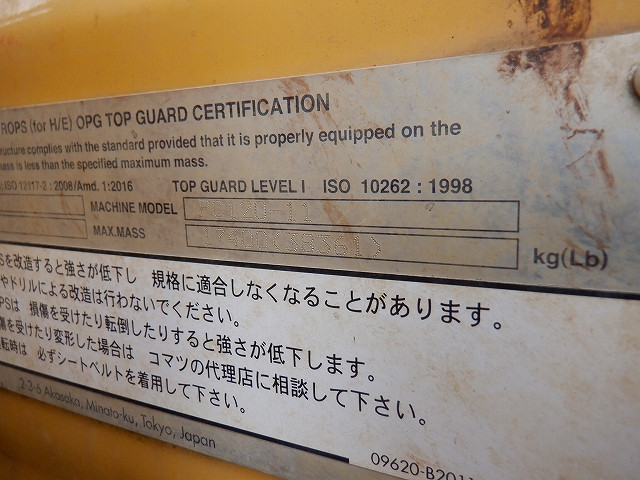 ROPS (for H/E) OPG TOP GUARD CERTIFICATION
ructure complies with the standard provided that it is properly equipped on the
mass is less than the specified maximum mass.
ISO 12117-2 : 2008/Amd. 1:2016 TOP GUARD LEVEL I ISO 10262 : 1998
MACHINE MODEL PC120-11
MAX.MASS kg(Lb)
Sを改造すると強さが低下し 規格に適合しなくなることがあります。
やドリルによる改造は行わないでください。
PSは 損傷を受けたり転倒したりすると強さが低下します。
傷を受けたり変形した場合は コマツの代理店に相談して下さい。
転時は 必ずシートベルトを着用して下さい。
2-3-6 Akasaka, Minato-ku, Tokyo, Japan
09620-B2011